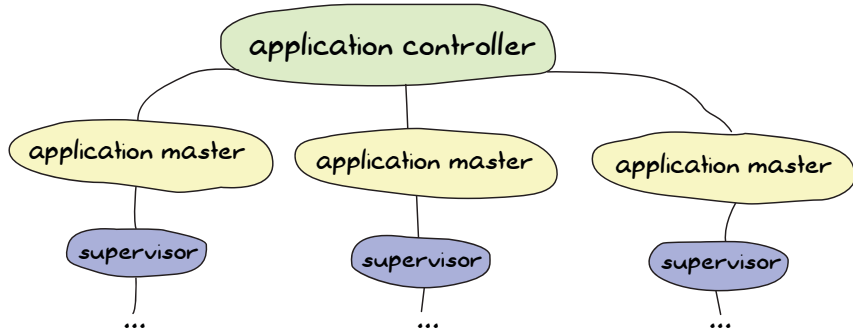 application controller
application master
application master
application master
supervisor
supervisor
supervisor
...
...
...